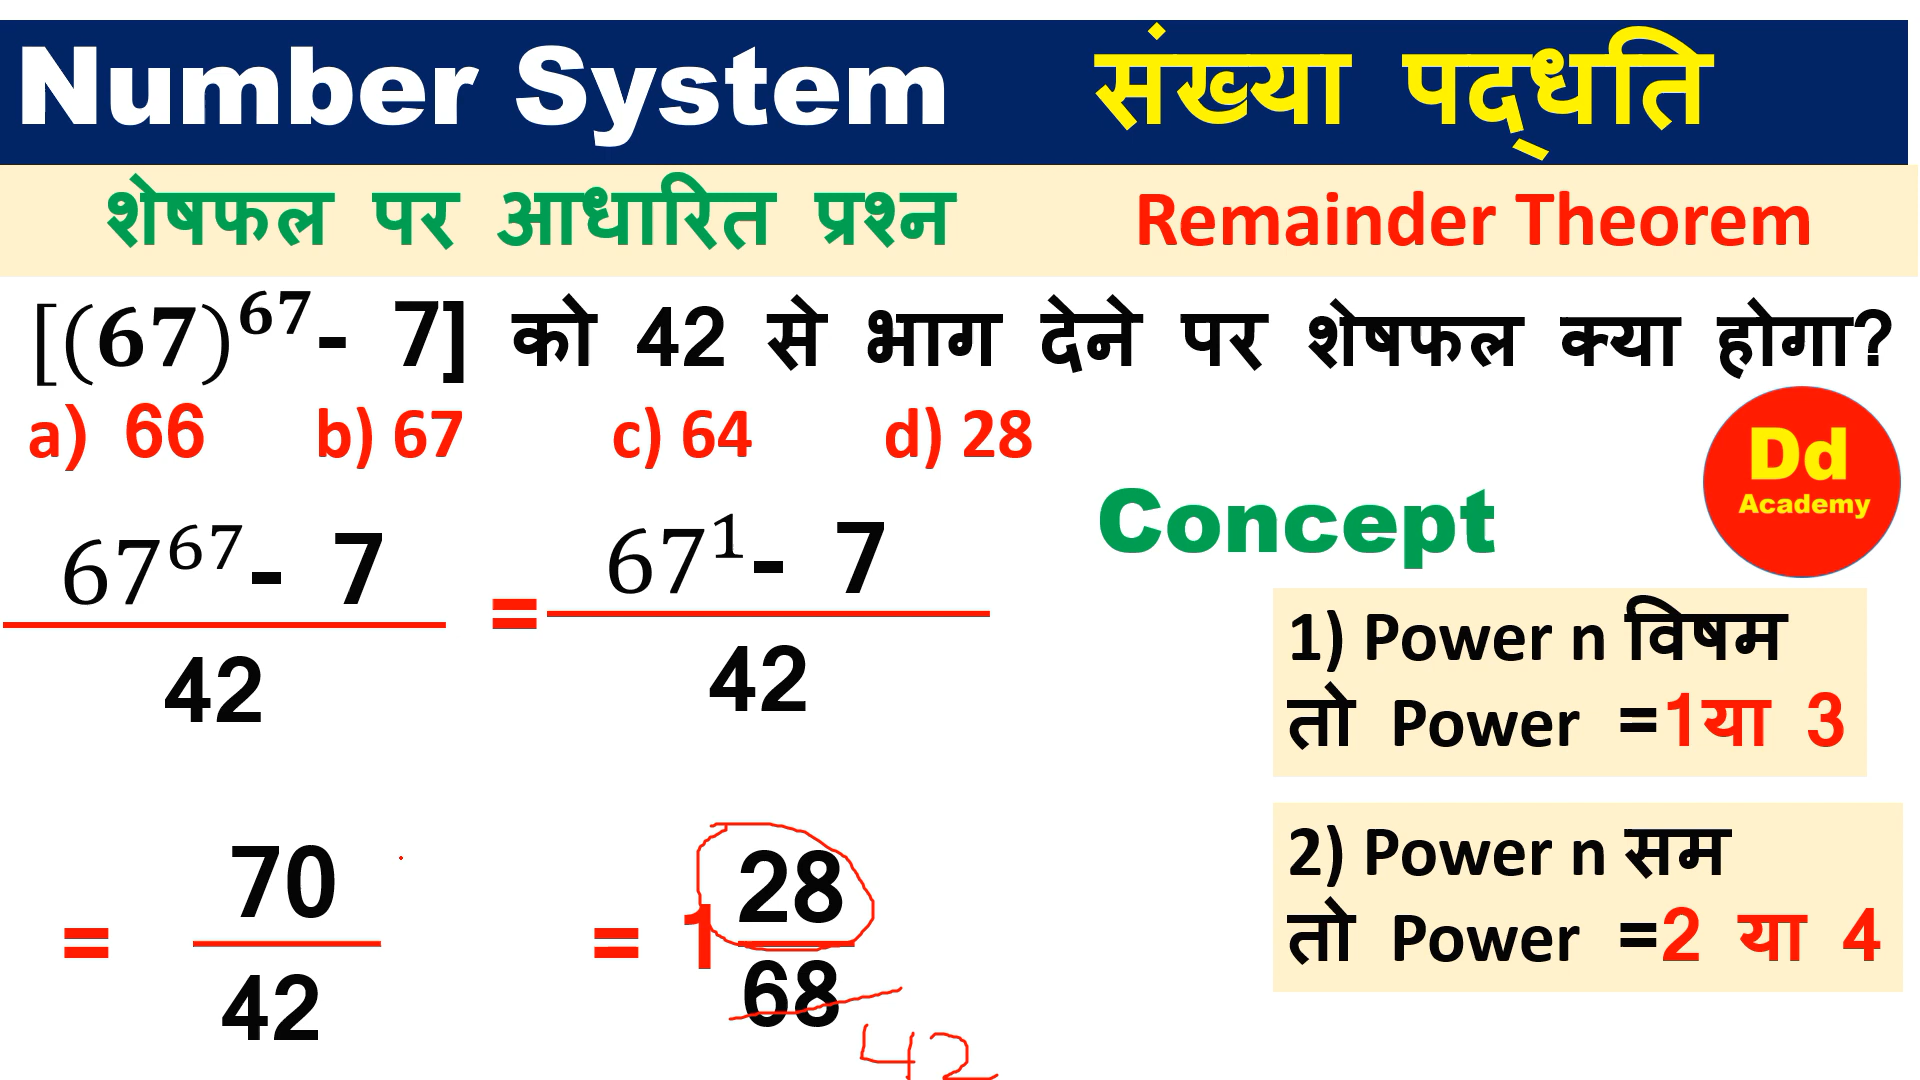 Number System संख्या पद्धति
शेषफल पर आधारित प्रश्न Remainder Theorem
[(67)^67 - 7] को 42 से भाग देने पर शेषफल क्या होगा?
a) 66 b) 67 c) 64 d) 28
Dd
Academy
Concept
67^67 - 7
42
=
67^1 - 7
42
1) Power n विषम
तो Power =1या 3
2) Power n सम
तो Power =2 या 4
=
70
42
= 1
28
68
42